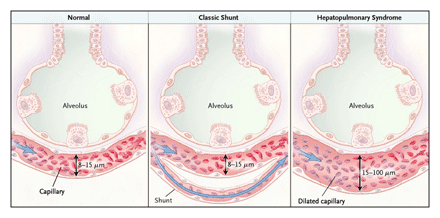 Normal
Classic Shunt
Hepatopulmonary Syndrome
Alveolus
Alveolus
Alveolus
8–15 μm
8–15 μm
15–100 μm
Capillary
Shunt
Dilated capillary